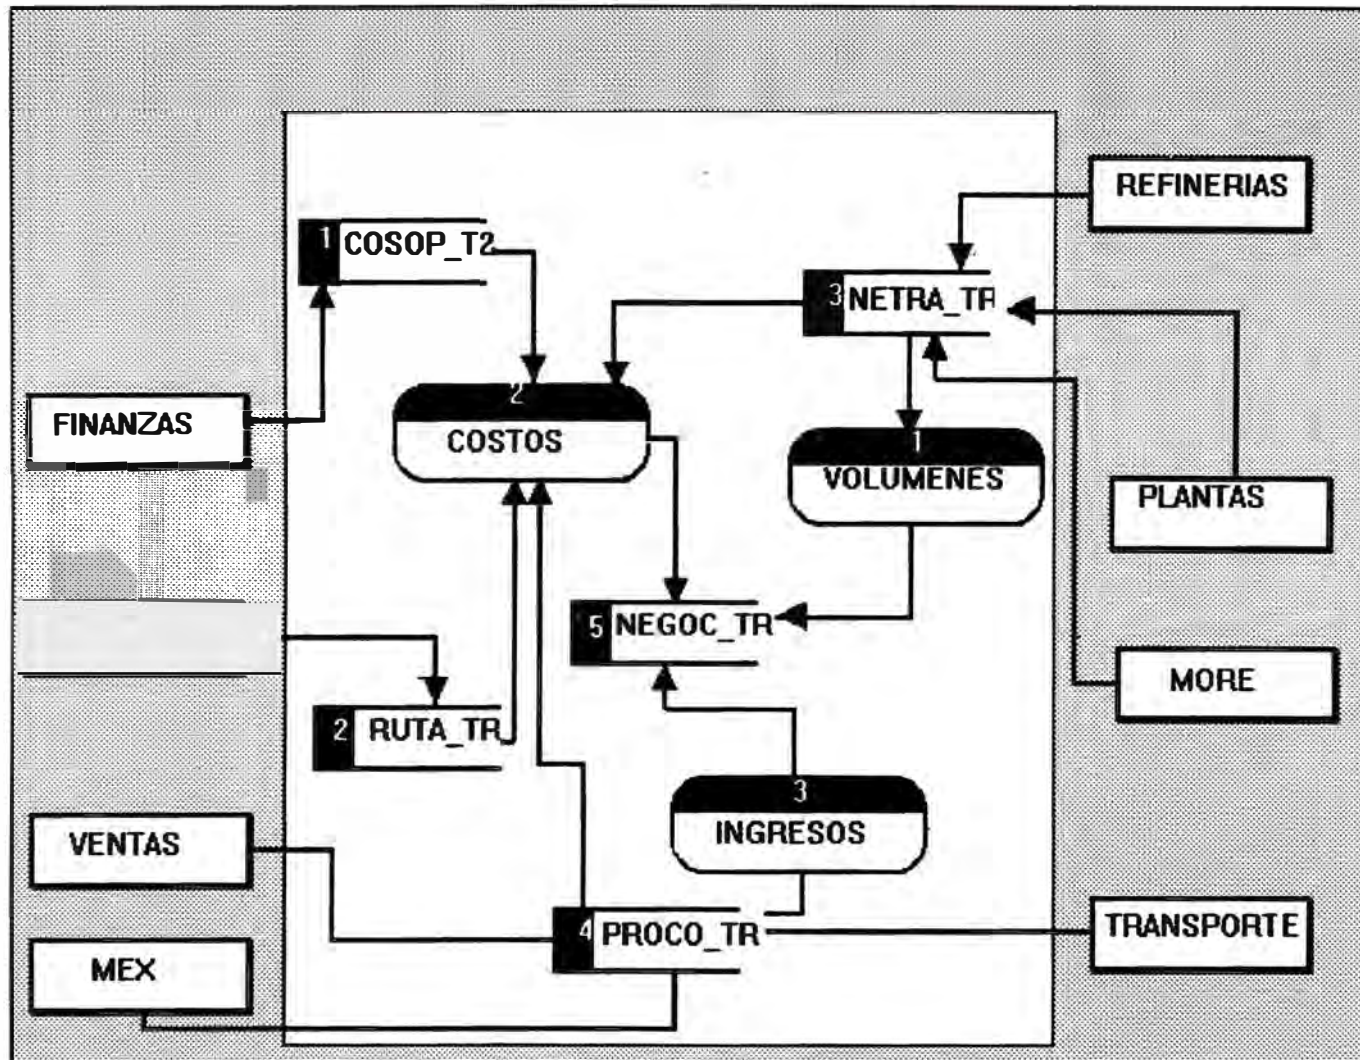 REFINERIAS
1 COSOP_T2
3 NETRA_TR
FINANZAS
2
COSTOS
1
VOLUMENES
PLANTAS
5 NEGOC_TR
MORE
2 RUTA_TR
3
INGRESOS
VENTAS
4 PROCO_TR
TRANSPORTE
MEX